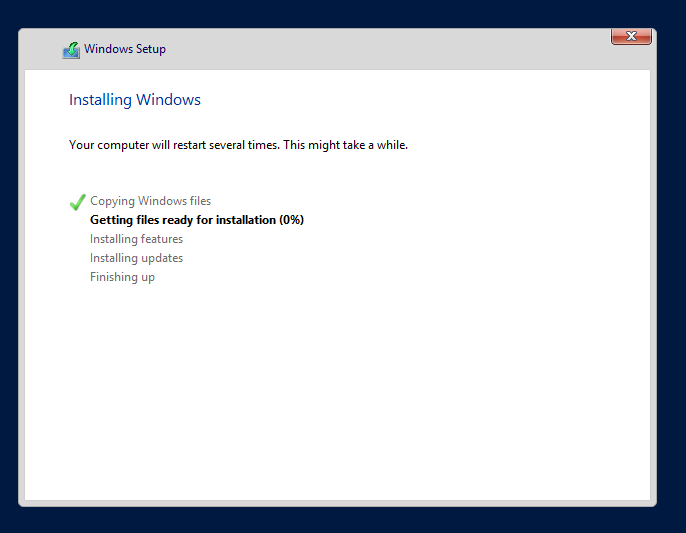 Windows Setup
Installing Windows
Your computer will restart several times. This might take a while.
Copying Windows files
Getting files ready for installation (0%)
Installing features
Installing updates
Finishing up